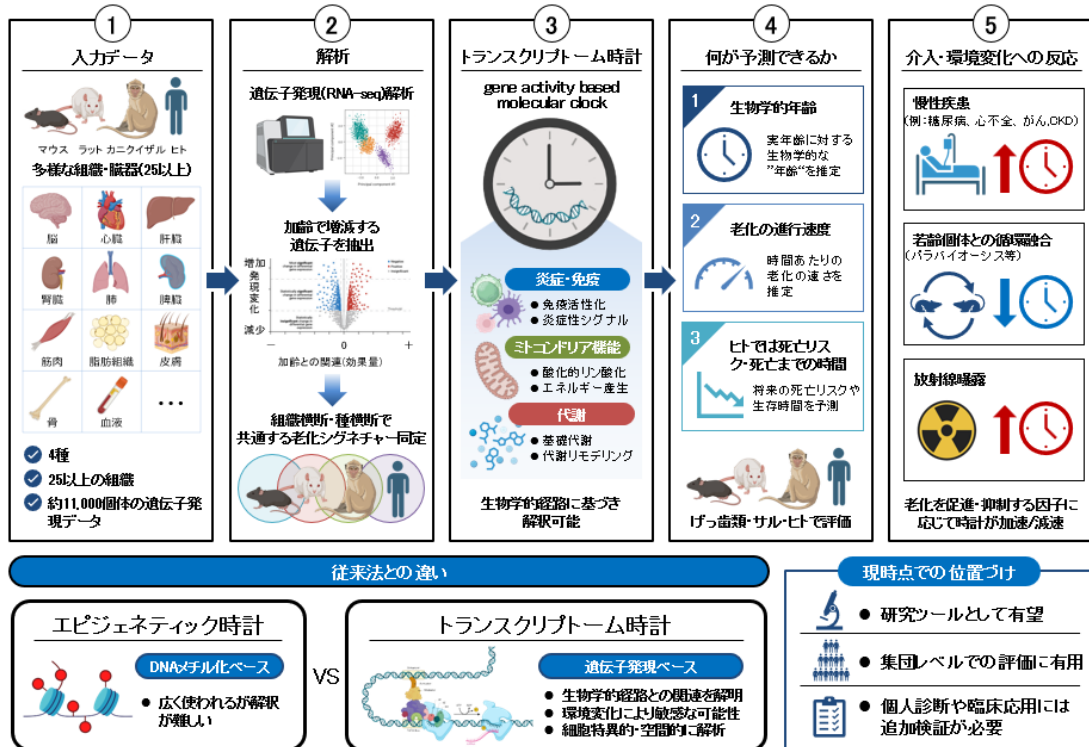 1
入力データ
マウス ラット カニクイザル ヒト
多様な組織・臓器(25以上)
脳 心臓 肝臓
腎臓 肺 脾臓
筋肉 脂肪組織 皮膚
骨 血液 ...
4種
25以上の組織
約11,000個体の遺伝子発
現データ
2
解析
遺伝子発現(RNA-seq)解析
加齢で増減する
遺伝子を抽出
増加
発現変化
減少
- 0 +
加齢との関連(効果量)
組織横断・種横断で
共通する老化シグネチャー同定
3
トランスクリプトーム時計
gene activity based
molecular clock
炎症・免疫
● 免疫活性化
● 炎症性シグナル
ミトコンドリア機能
● 酸化的リン酸化
● エネルギー産生
代謝
● 基礎代謝
● 代謝リモデリング
生物学的経路に基づき
解釈可能
4
何が予測できるか
1
生物学的年齢
実年齢に対する
生物学的な
”年齢“を推定
2
老化の進行速度
時間あたりの
老化の速さを
推定
3
ヒトでは死亡リス
ク・死亡までの時間
将来の死亡リスクや
生存時間を予測
げっ歯類・サル・ヒトで評価
5
介入・環境変化への反応
慢性疾患
(例:糖尿病、心不全、がん,CKD)
若齢個体との循環融合
(パラバイオーシス等)
放射線曝露
老化を促進・抑制する因子に
応じて時計が加速/減速
従来法との違い
エピジェネティック時計
DNAメチル化ベース
● 広く使われるが解釈
が難しい
VS
トランスクリプトーム時計
遺伝子発現ベース
● 生物学的経路との関連を解明
● 環境変化により敏感な可能性
● 細胞特異的・空間的に解析
現時点での位置づけ
● 研究ツールとして有望
● 集団レベルでの評価に有用
● 個人診断や臨床応用には
追加検証が必要